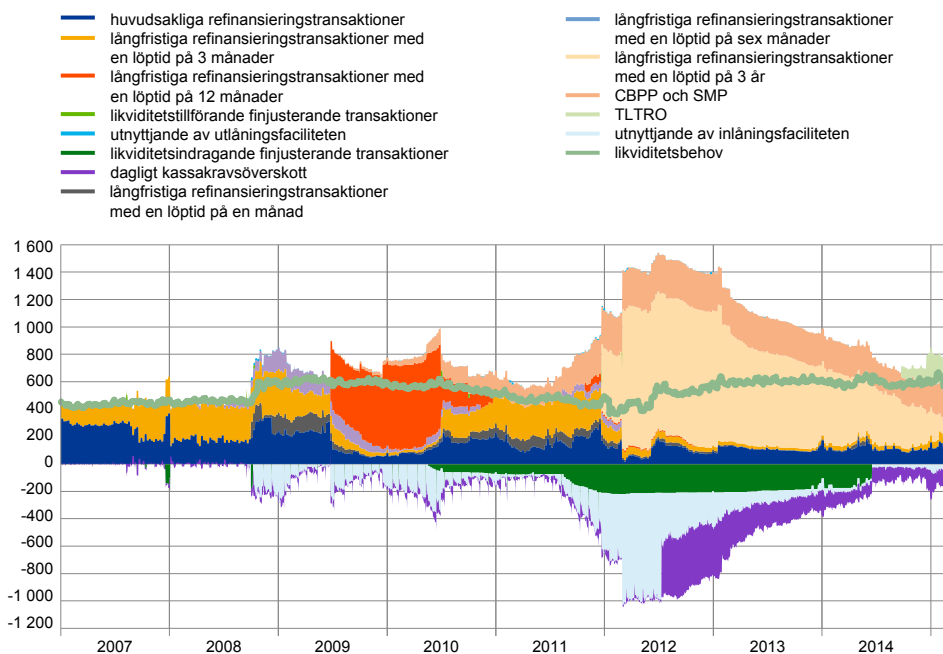 huvudsakliga refinansieringstransaktioner
långfristiga refinansieringstransaktioner med
en löptid på 3 månader
långfristiga refinansieringstransaktioner med
en löptid på 12 månader
likviditetstillförande finjusterande transaktioner
utnyttjande av utlåningsfaciliteten
likviditetsindragande finjusterande transaktioner
dagligt kassakravsöverskott
långfristiga refinansieringstransaktioner
med en löptid på en månad
långfristiga refinansieringstransaktioner
med en löptid på sex månader
långfristiga refinansieringstransaktioner
med en löptid på 3 år
CBPP och SMP
TLTRO
utnyttjande av inlåningsfaciliteten
likviditetsbehov
1 600
1 400
1 200
1 000
800
600
400
200
0
-200
-400
-600
-800
-1 000
-1 200
2007 2008 2009 2010 2011 2012 2013 2014